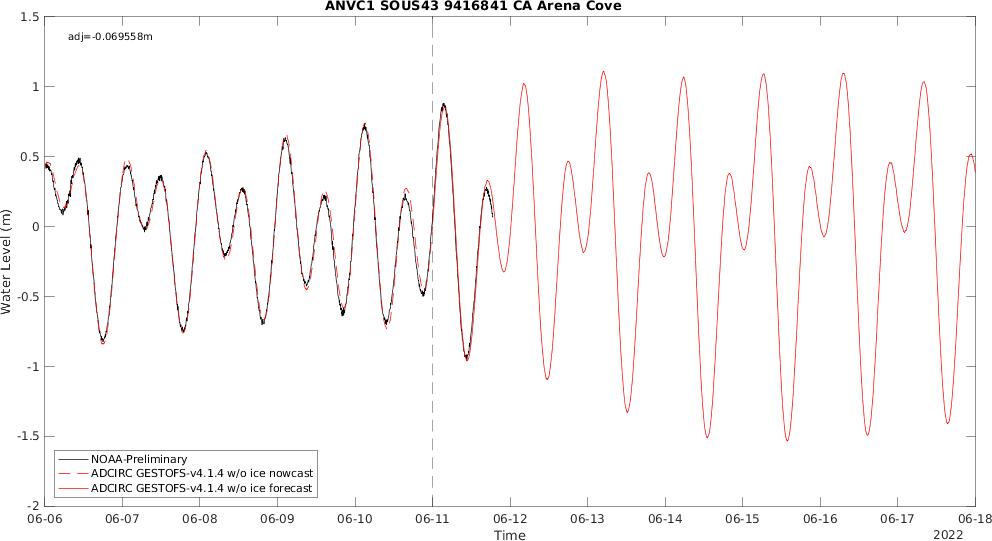 ANVC1 SOUS43 9416841 CA Arena Cove
adj=-0.069558m
1.5
1
0.5
0
-0.5
-1
-1.5
-2
Water Level (m)
NOAA-Preliminary
ADCIRC GESTOFS-v4.1.4 w/o ice nowcast
ADCIRC GESTOFS-v4.1.4 w/o ice forecast
06-06 06-07 06-08 06-09 06-10 06-11 06-12 06-13 06-14 06-15 06-16 06-17 06-18
Time
2022